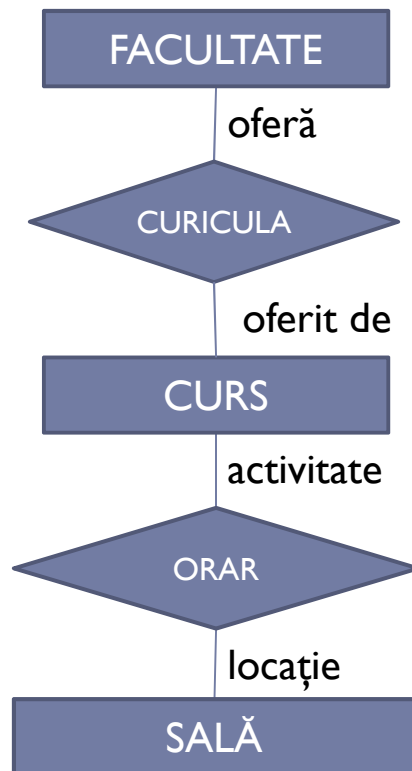 FACULTATE
oferă
CURICULA
oferit de
CURS
activitate
ORAR
locație
SALĂ